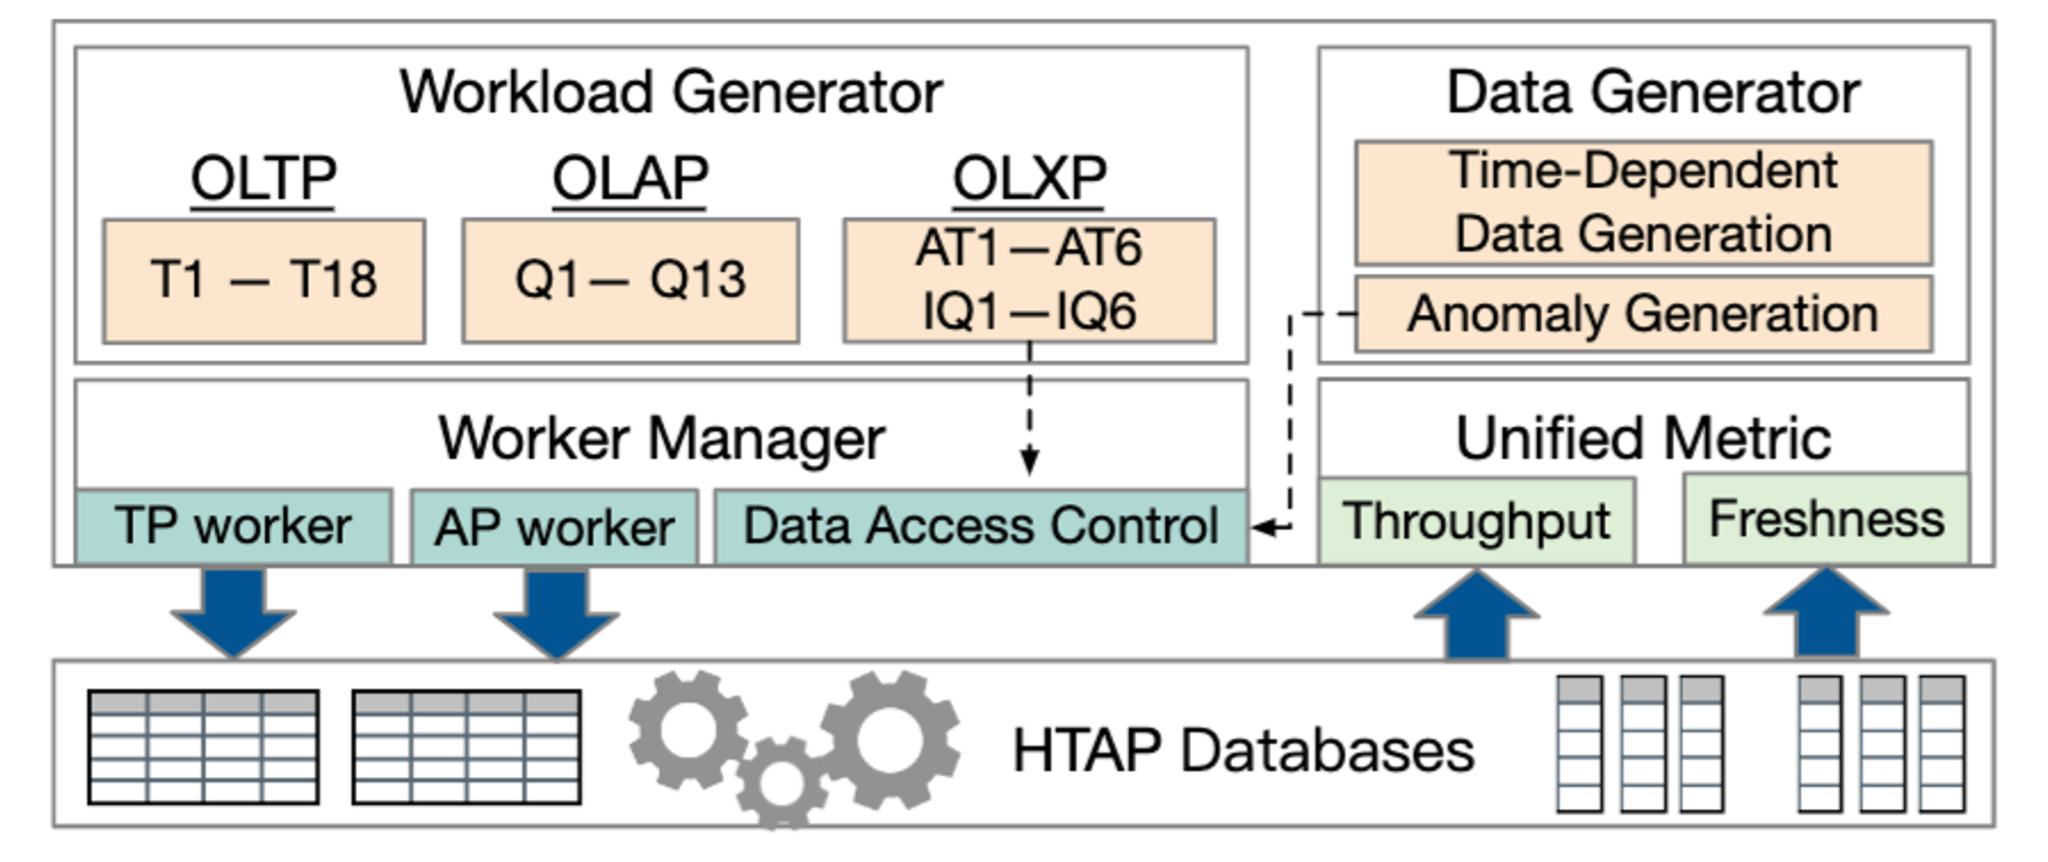 Workload Generator
OLTP
OLAP
OLXP
T1 — T18
Q1— Q13
AT1—AT6
IQ1—IQ6
Data Generator
Time-Dependent
Data Generation
Anomaly Generation
Worker Manager
TP worker
AP worker
Data Access Control
Unified Metric
Throughput
Freshness
HTAP Databases